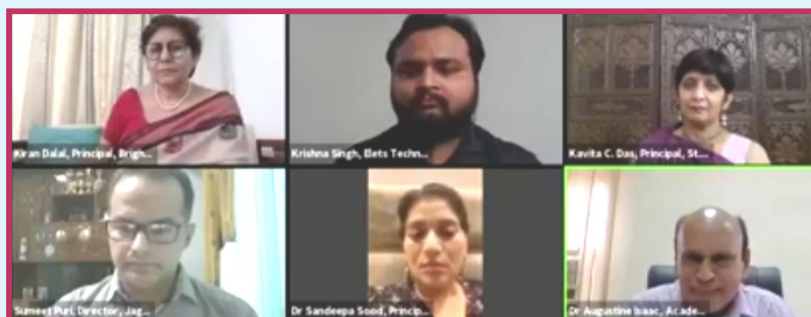 Kiran Dalal, Principal, Brigh...
Krishna Singh, Elets Techn...
Kavita C. Das, Principal, St....
Sumeet Puri, Director, Jag...
Dr Sandeepa Sood, Princip...
Dr Augustine Isaac, Acade...